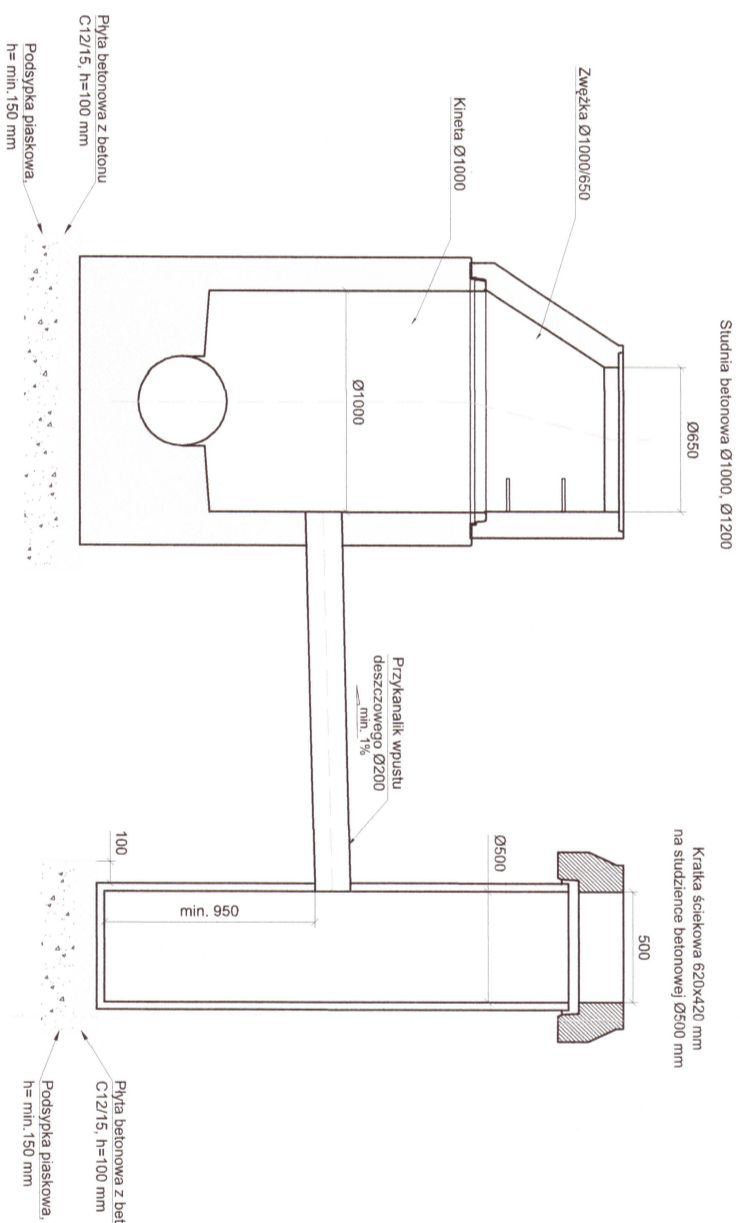 Studnia betonowa Ø1000, Ø1200
Ø650
Zwężka Ø1000/650
Kineta Ø1000
Ø1000
Płyta betonowa z betonu
C12/15, h=100 mm
Podsypka piaskowa,
h= min.150 mm
Kratka ściekowa 620x420 mm
na studzience betonowej Ø500 mm
500
Ø500
Przykanalik wpustu
deszczowego Ø200
min. 1%
min. 950
100
Płyta betonowa z bet
C12/15, h=100 mm
Podsypka piaskowa,
h= min.150 mm